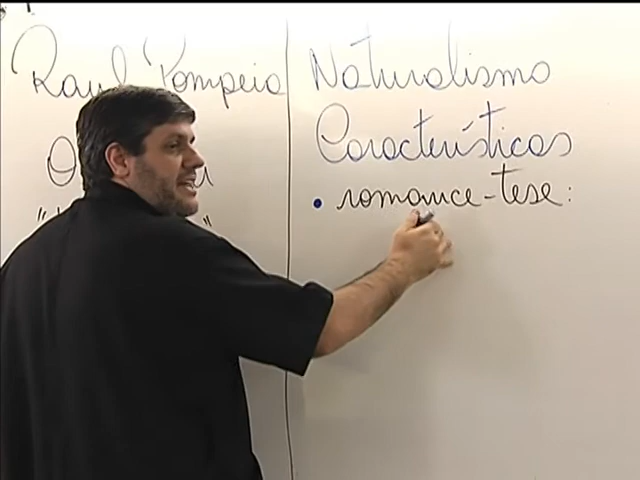 Raul Pompeia
O
Naturalismo
Características
• romance-tese: